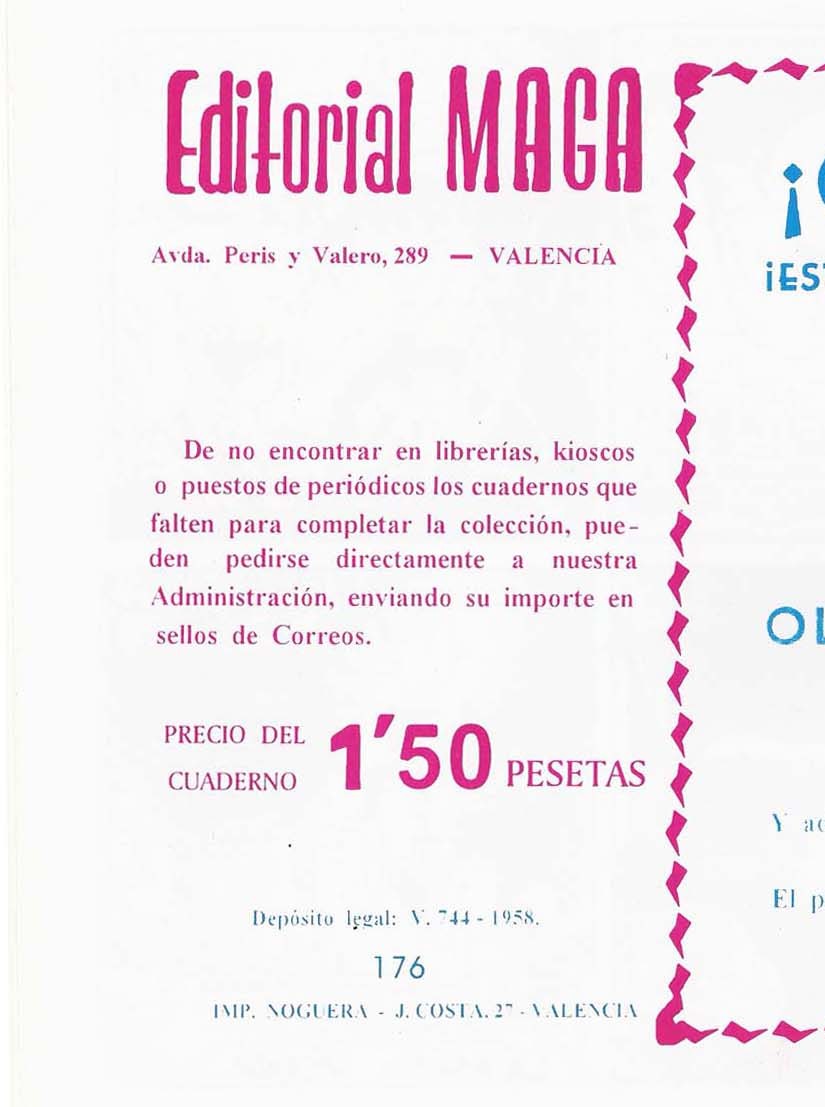 Editorial MAGA
Avda. Peris y Valero, 289 — VALENCIA
De no encontrar en librerías, kioscos
o puestos de periódicos los cuadernos que
falten para completar la colección, pue-
den pedirse directamente a nuestra
Administración, enviando su importe en
sellos de Correos.
PRECIO DEL
CUADERNO 1'50 PESETAS
Depósito legal: V. 744 - 1958.
176
IMP. NOGUERA - J. COSTA, 27 - VALENCIA
¡ES
OL
Y ac
El p